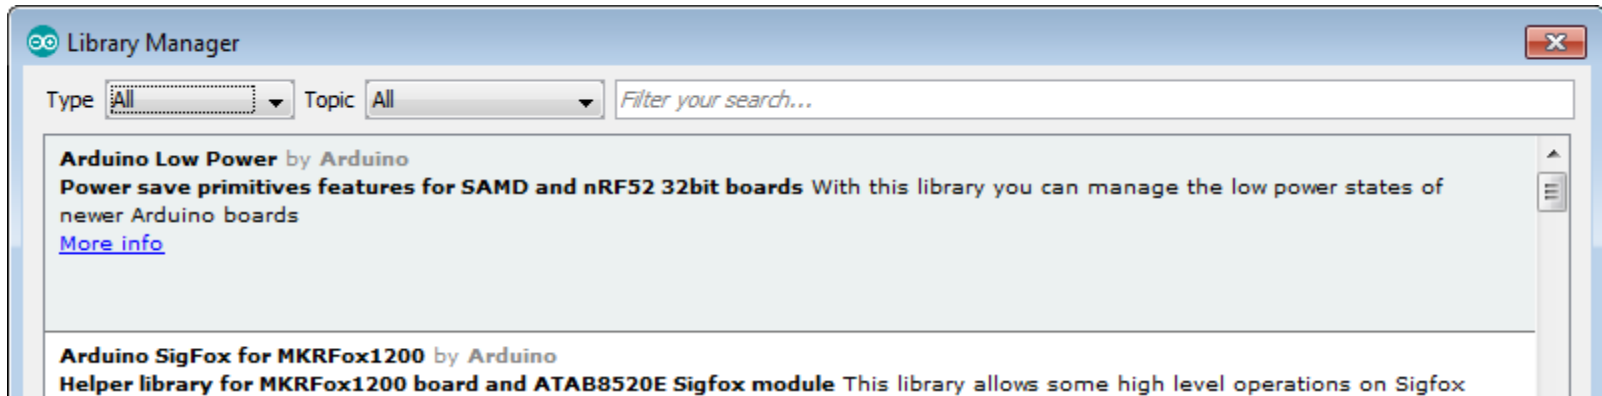 Library Manager
Type All Topic All Filter your search...
Arduino Low Power by Arduino
Power save primitives features for SAMD and nRF52 32bit boards With this library you can manage the low power states of
newer Arduino boards
More info
Arduino SigFox for MKRFox1200 by Arduino
Helper library for MKRFox1200 board and ATAB8520E Sigfox module This library allows some high level operations on Sigfox